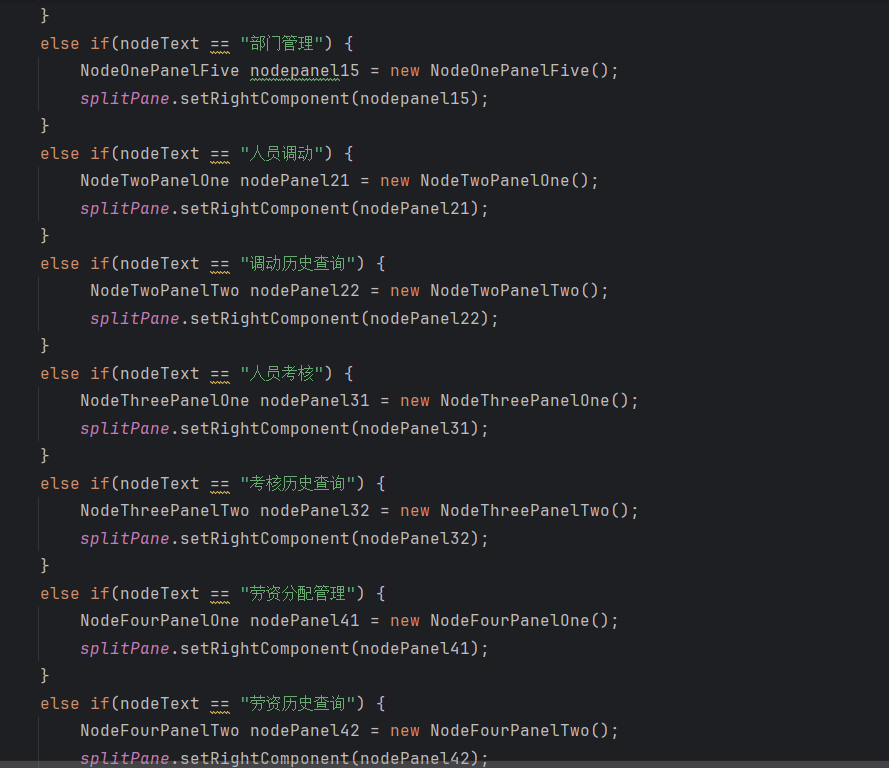 }
else if(nodeText == "部门管理") {
NodeOnePanelFive nodepanel15 = new NodeOnePanelFive();
splitPane.setRightComponent(nodepanel15);
}
else if(nodeText == "人员调动") {
NodeTwoPanelOne nodePanel21 = new NodeTwoPanelOne();
splitPane.setRightComponent(nodePanel21);
}
else if(nodeText == "调动历史查询") {
NodeTwoPanelTwo nodePanel22 = new NodeTwoPanelTwo();
splitPane.setRightComponent(nodePanel22);
}
else if(nodeText == "人员考核") {
NodeThreePanelOne nodePanel31 = new NodeThreePanelOne();
splitPane.setRightComponent(nodePanel31);
}
else if(nodeText == "考核历史查询") {
NodeThreePanelTwo nodePanel32 = new NodeThreePanelTwo();
splitPane.setRightComponent(nodePanel32);
}
else if(nodeText == "劳资分配管理") {
NodeFourPanelOne nodePanel41 = new NodeFourPanelOne();
splitPane.setRightComponent(nodePanel41);
}
else if(nodeText == "劳资历史查询") {
NodeFourPanelTwo nodePanel42 = new NodeFourPanelTwo();
splitPane.setRightComponent(nodePanel42);